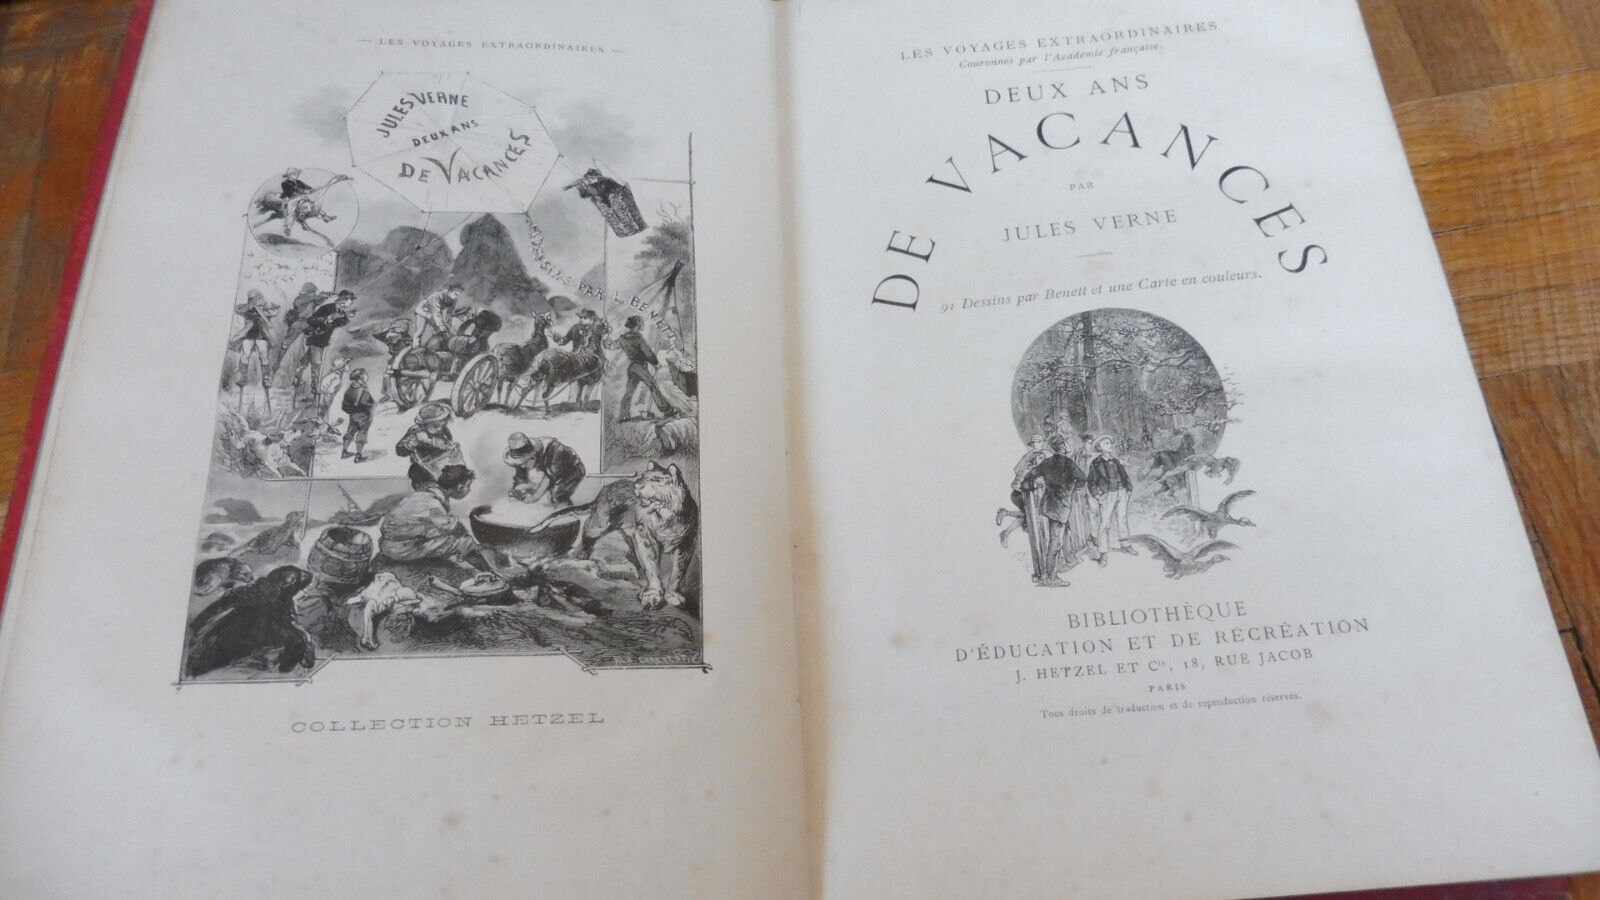 — LES VOYAGES EXTRAORDINAIRES —
JULES VERNE
DEUX ANS
DE VACANCES
DESSINS PAR L. BENETT
COLLECTION HETZEL
LES VOYAGES EXTRAORDINAIRES
Couronnés par l'Académie française.
DEUX ANS
DE VACANCES
PAR
JULES VERNE
91 Dessins par Benett et une Carte en couleurs.
BIBLIOTHÈQUE
D'ÉDUCATION ET DE RÉCRÉATION
J. HETZEL ET Cie, 18, RUE JACOB
PARIS
Tous droits de traduction et de reproduction réservés.